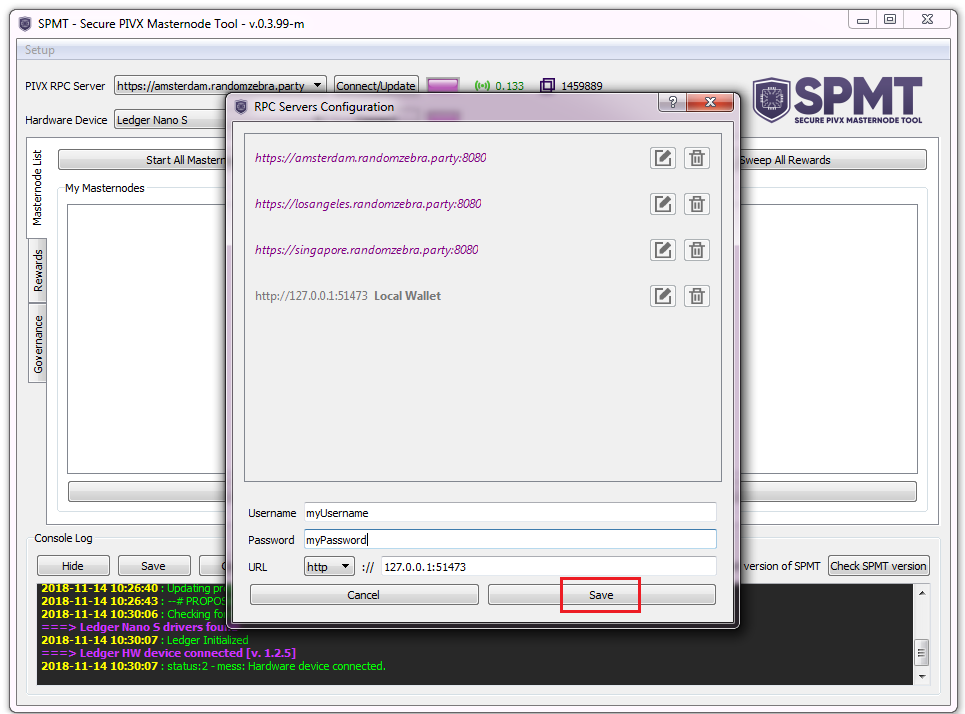 SPMT - Secure PIVX Masternode Tool - v.0.3.99-m
Setup
PIVX RPC Server https://amsterdam.randomzebra.party Connect/Update 0.133 1459889
Hardware Device Ledger Nano S
SPMT
SECURE PIVX MASTERNODE TOOL
RPC Servers Configuration
https://amsterdam.randomzebra.party:8080
https://losangeles.randomzebra.party:8080
https://singapore.randomzebra.party:8080
http://127.0.0.1:51473 Local Wallet
Username myUsername
Password myPassword
URL http :// 127.0.0.1:51473
Cancel Save
Masternode List
Rewards
Governance
Start All Mastern
Sweep All Rewards
My Masternodes
Console Log
Hide Save C
version of SPMT Check SPMT version
2018-11-14 10:26:40 : Updating pr
2018-11-14 10:26:43 : --# PROPOS
2018-11-14 10:30:06 : Checking for
===> Ledger Nano S drivers fou
2018-11-14 10:30:07 : Ledger Initialized
===> Ledger HW device connected [v. 1.2.5]
2018-11-14 10:30:07 : status:2 - mess: Hardware device connected.